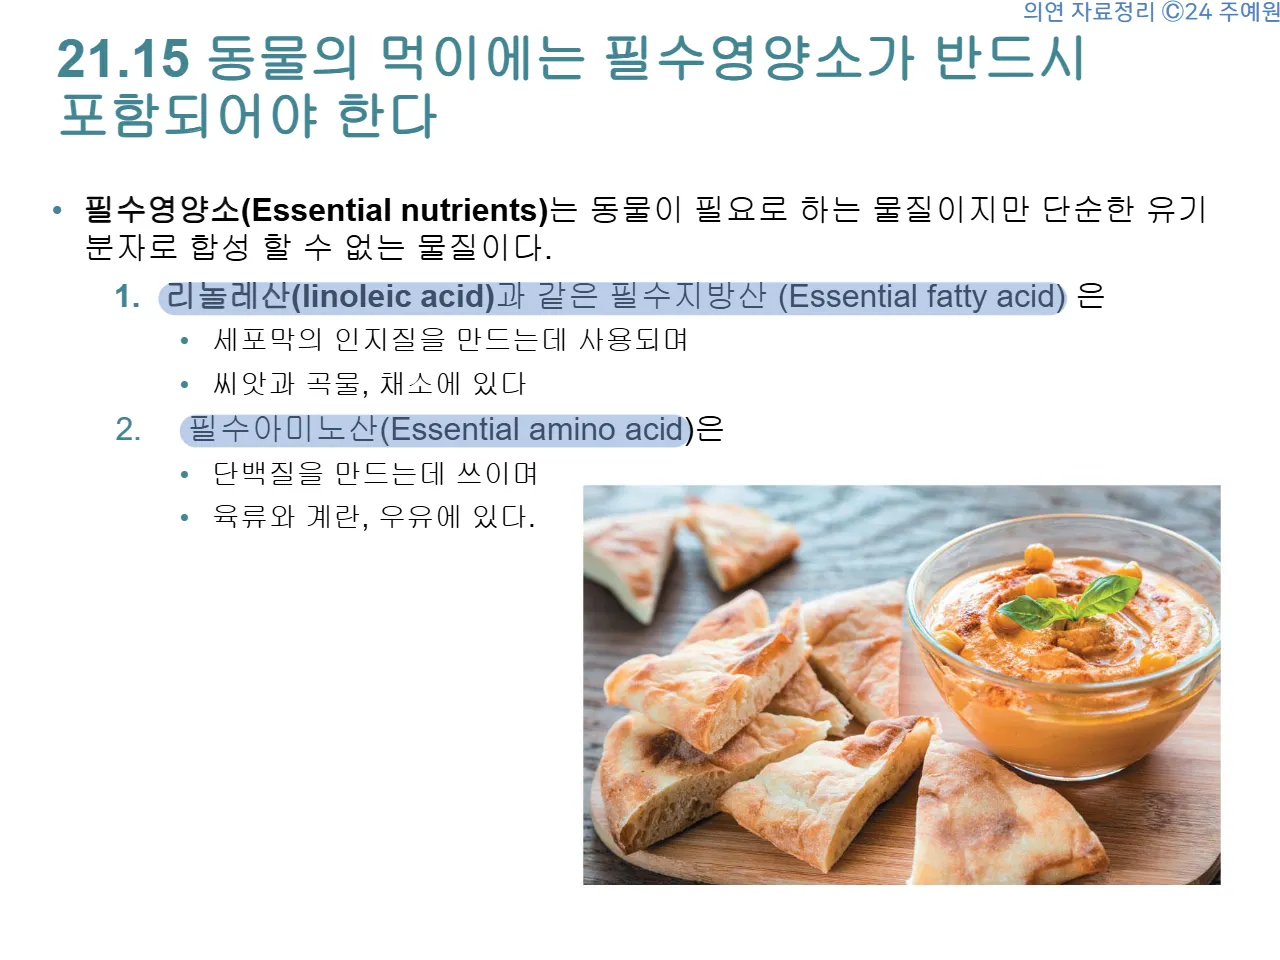 의연 자료정리 ©24 주예원
21.15 동물의 먹이에는 필수영양소가 반드시
포함되어야 한다
• 필수영양소(Essential nutrients)는 동물이 필요로 하는 물질이지만 단순한 유기
분자로 합성 할 수 없는 물질이다.
1. 리놀레산(linoleic acid)과 같은 필수지방산 (Essential fatty acid) 은
• 세포막의 인지질을 만드는데 사용되며
• 씨앗과 곡물, 채소에 있다
2. 필수아미노산(Essential amino acid)은
• 단백질을 만드는데 쓰이며
• 육류와 계란, 우유에 있다.